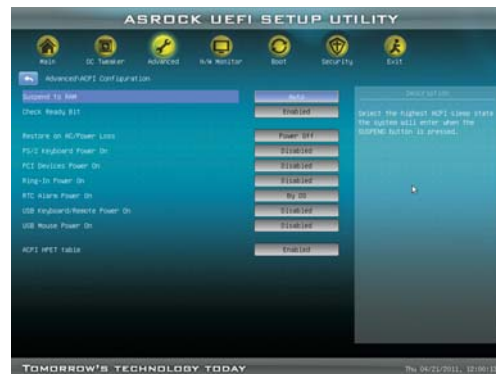 ASROCK UEFI SETUP UTILITY
Main OC Tweaker Advanced H/W Monitor Boot Security Exit
Advanced\ACPI Configuration
Suspend to RAM Auto
Check Ready Bit Enabled
Restore on AC/Power Loss Power Off
PS/2 Keyboard Power On Disabled
PCI Devices Power On Disabled
Ring-In Power On Disabled
RTC Alarm Power On By OS
USB Keyboard/Remote Power On Disabled
USB Mouse Power On Disabled
ACPI HPET table Enabled
Description
Select the highest ACPI sleep state
the system will enter when the
SUSPEND button is pressed.
TOMORROW'S TECHNOLOGY TODAY
Thu 04/21/2011,